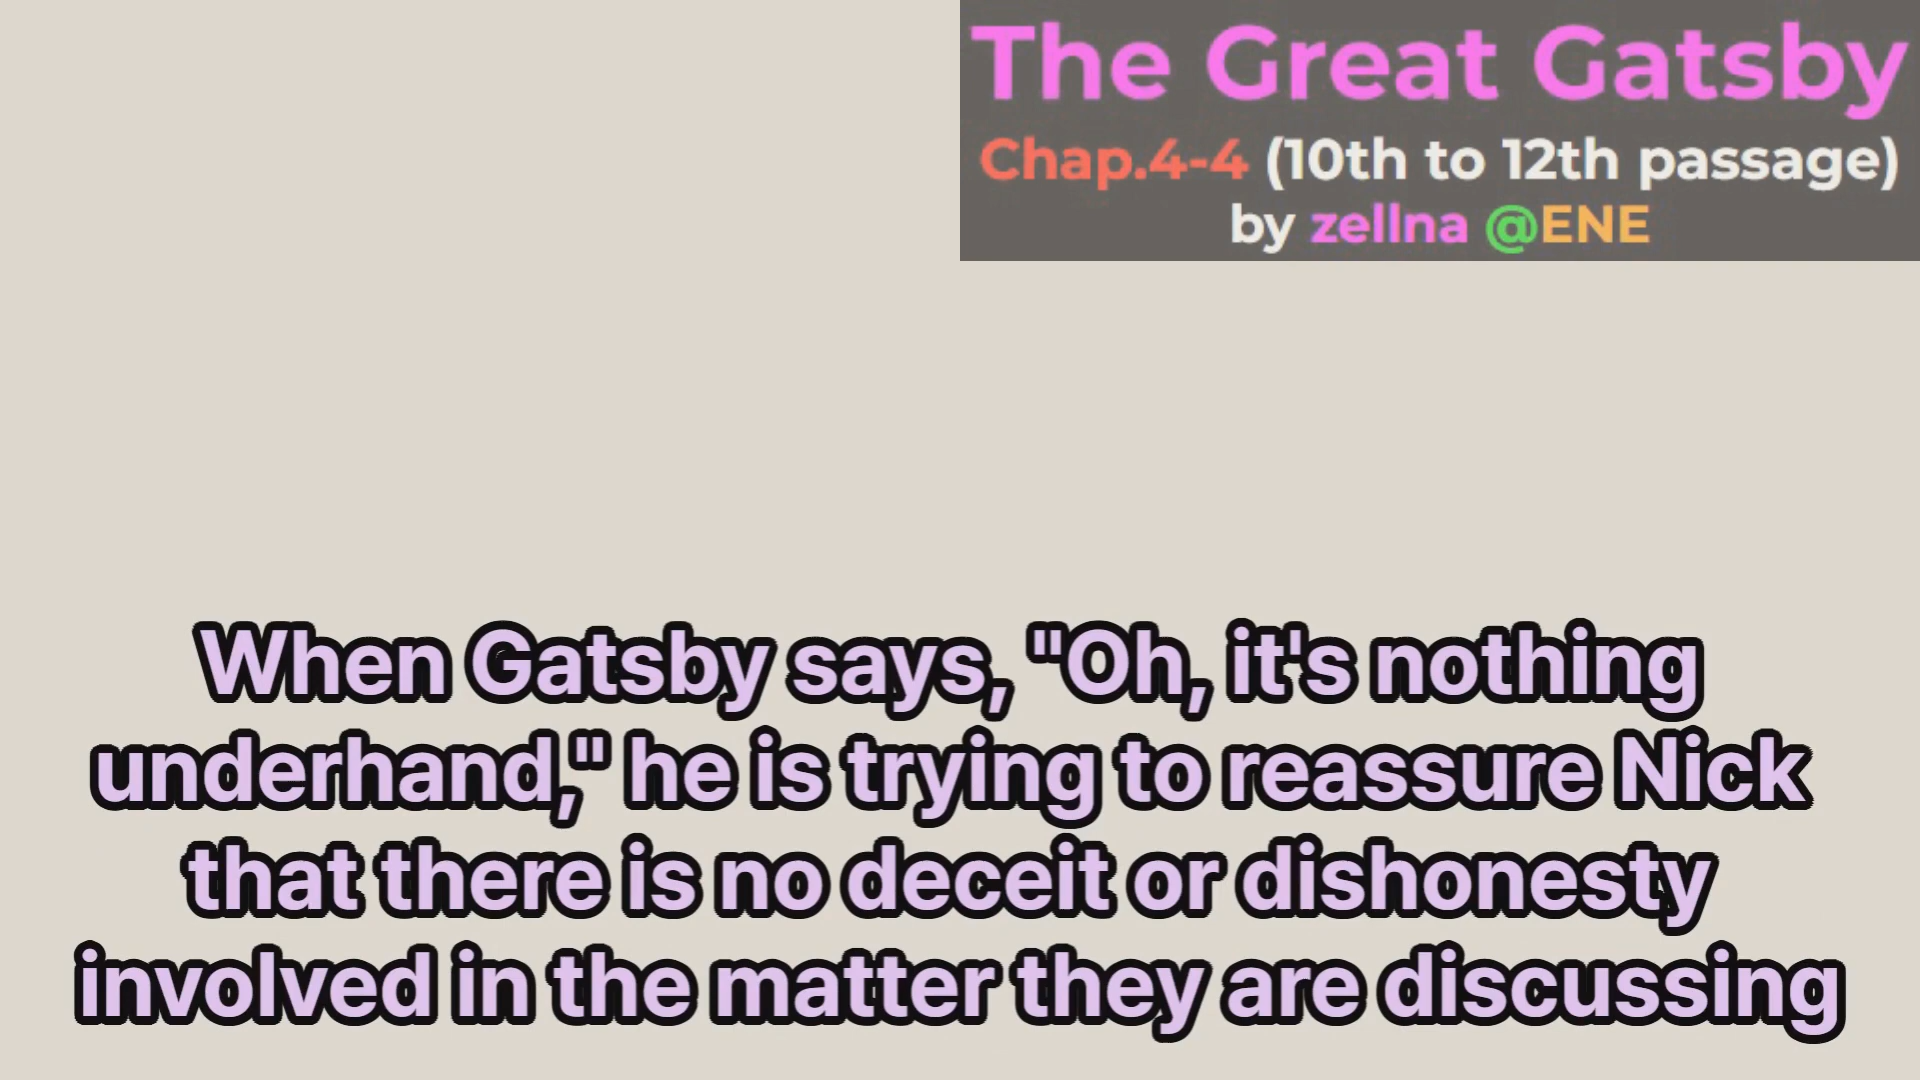 The Great Gatsby
Chap.4-4 (10th to 12th passage)
by zellna @ENE
When Gatsby says, "Oh, it's nothing
underhand," he is trying to reassure Nick
that there is no deceit or dishonesty
involved in the matter they are discussing